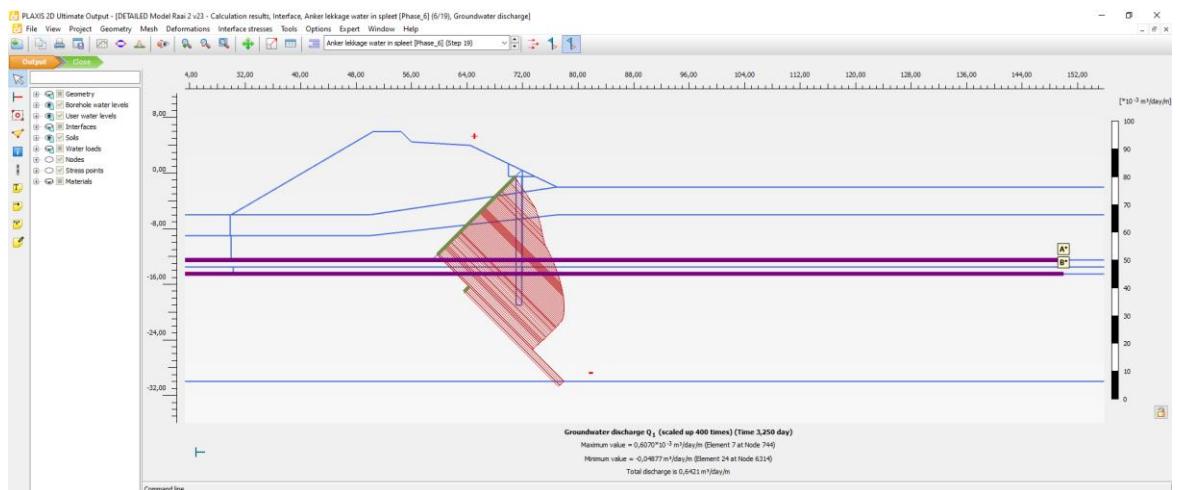 PLAXIS 2D Ultimate Output - [DETAILED Model Raai 2 v23 - Calculation results, Interface, Anker lekkage water in spleet [Phase_6] (6/19), Groundwater discharge]
File View Project Geometry Mesh Deformations Interface stresses Tools Options Expert Window Help
Anker lekkage water in spleet [Phase_6] (Step 19)
Output Close
Geometry
Borehole water levels
User water levels
Interfaces
Soils
Water loads
Nodes
Stress points
Materials
4,00 32,00 40,00 48,00 56,00 64,00 72,00 80,00 88,00 96,00 104,00 112,00 120,00 128,00 136,00 144,00 152,00
8,00
0,00
-8,00
-16,00
-24,00
-32,00
+
-
A*
B*
[*10 -3 m³/day/m]
100
90
80
70
60
50
40
30
20
10
0
Groundwater discharge Q1 (scaled up 400 times) (Time 3,250 day)
Maximum value = 0,6070*10 -3 m³/day/m (Element 7 at Node 744)
Minimum value = -0,04877 m³/day/m (Element 24 at Node 6314)
Total discharge is 0,6421 m³/day/m
Command line